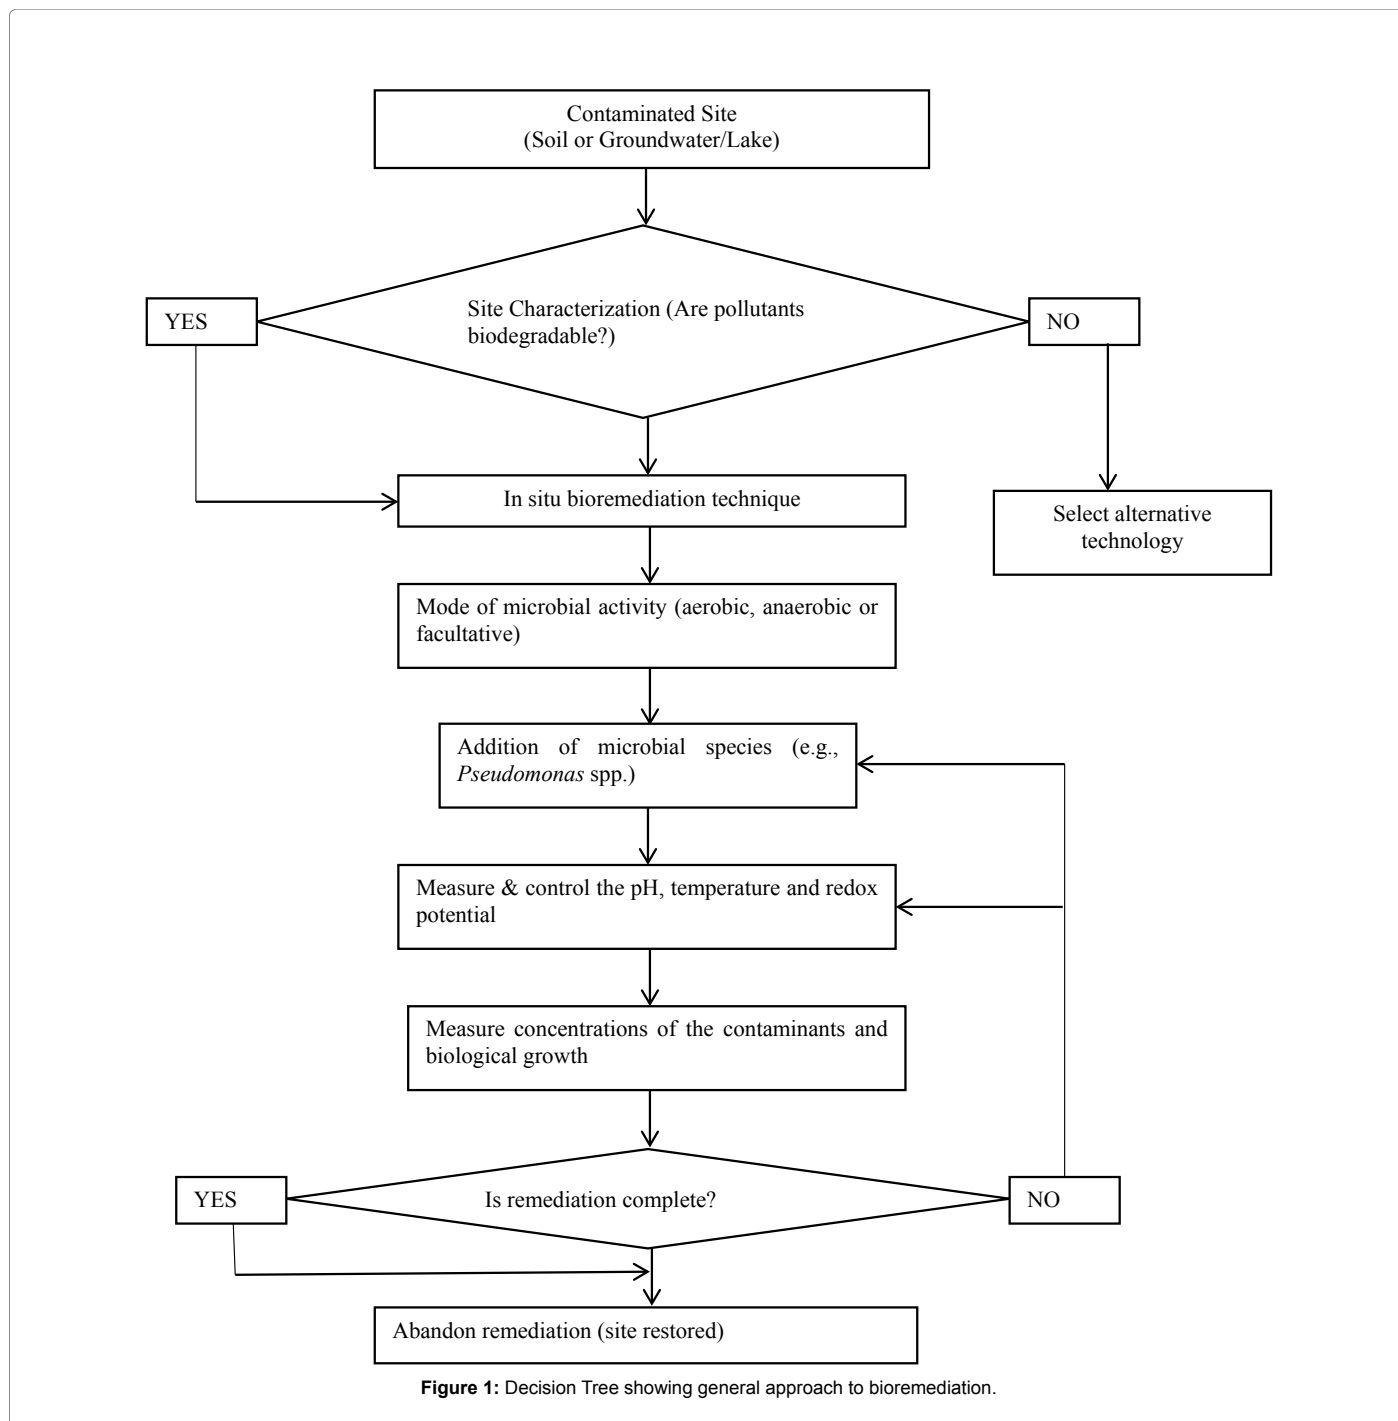 Contaminated Site
(Soil or Groundwater/Lake)
YES
Site Characterization (Are pollutants
biodegradable?)
NO
In situ bioremediation technique
Select alternative
technology
Mode of microbial activity (aerobic, anaerobic or
facultative)
Addition of microbial species (e.g.,
Pseudomonas spp.)
Measure & control the pH, temperature and redox
potential
Measure concentrations of the contaminants and
biological growth
YES
Is remediation complete?
NO
Abandon remediation (site restored)
Figure 1: Decision Tree showing general approach to bioremediation.